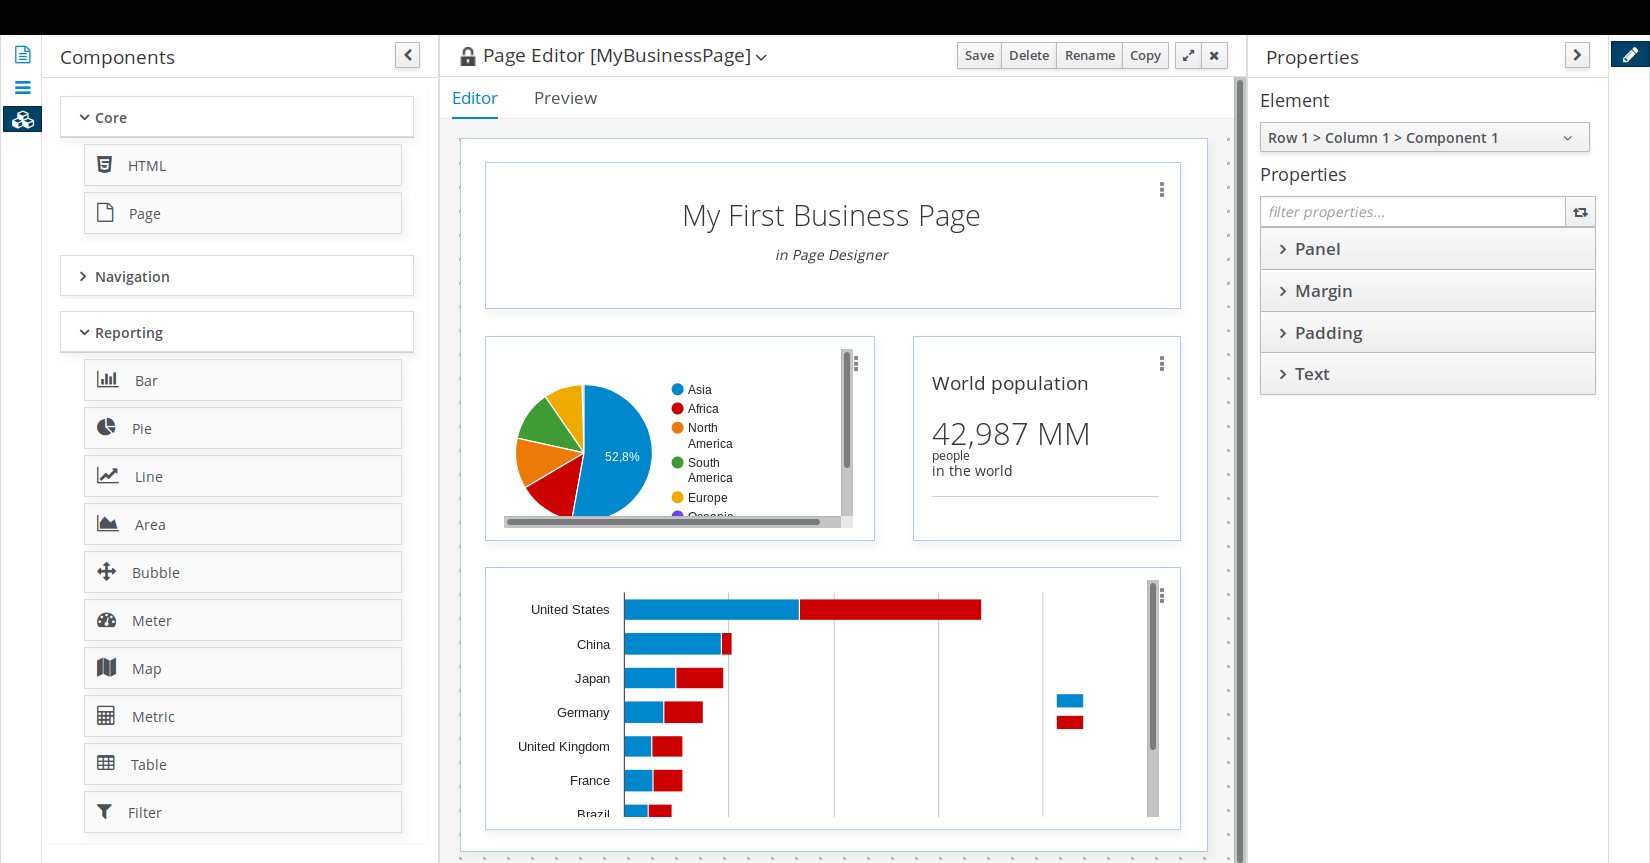 Components
Core
HTML
Page
Navigation
Reporting
Bar
Pie
Line
Area
Bubble
Meter
Map
Metric
Table
Filter
Page Editor [MyBusinessPage]
Save Delete Rename Copy
Editor Preview
My First Business Page
in Page Designer
52,8%
Asia
Africa
North
America
South
America
Europe
Oceania
World population
42,987 MM
people
in the world
United States
China
Japan
Germany
United Kingdom
France
Brazil
Properties
Element
Row 1 > Column 1 > Component 1
Properties
filter properties...
Panel
Margin
Padding
Text